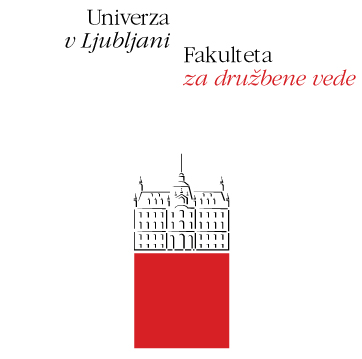 Univerza
v Ljubljani
Fakulteta
za družbene vede